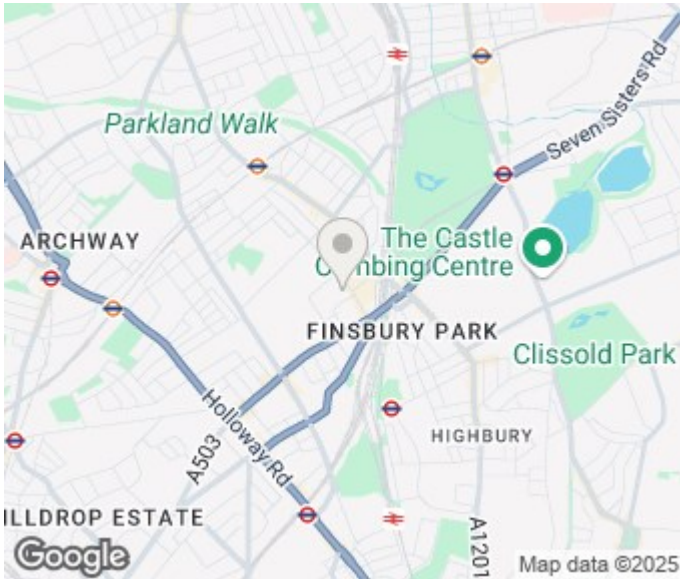 Seven Sisters Rd
Parkland Walk
ARCHWAY
The Castle
Climbing Centre
FINSBURY PARK
Clissold Park
Holloway Rd
A503
HIGHBURY
ILLDROP ESTATE
A1201
Google
Map data ©2025